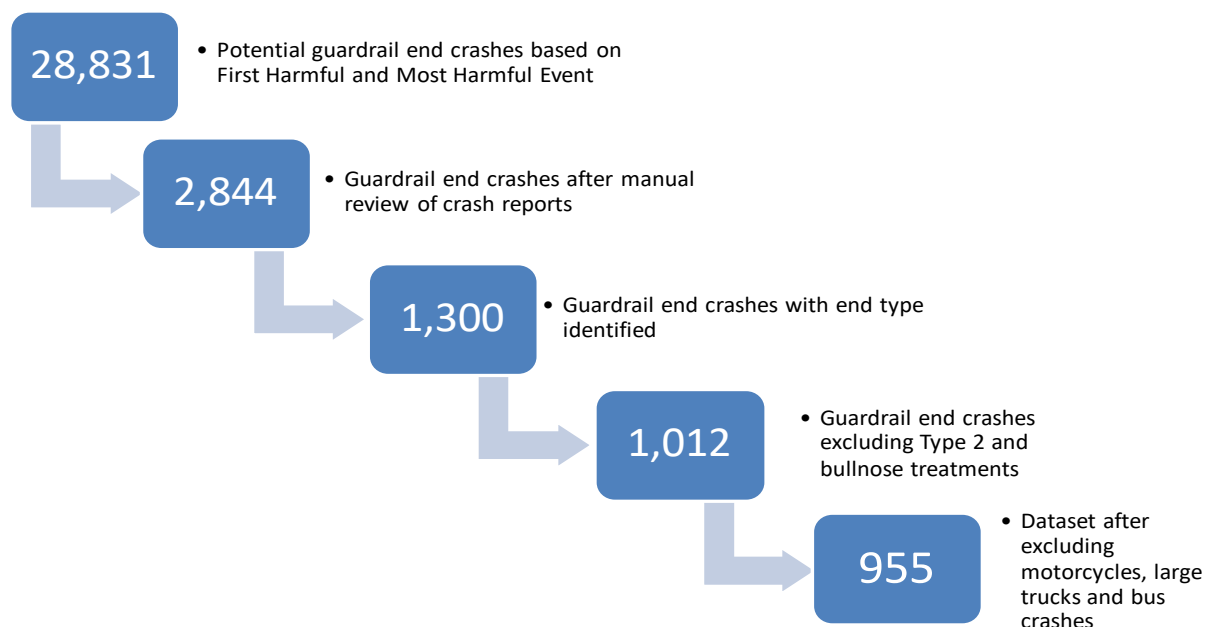 28,831
• Potential guardrail end crashes based on
First Harmful and Most Harmful Event
2,844
• Guardrail end crashes after manual
review of crash reports
1,300
• Guardrail end crashes with end type
identified
1,012
• Guardrail end crashes
excluding Type 2 and
bullnose treatments
955
• Dataset after
excluding
motorcycles, large
trucks and bus
crashes